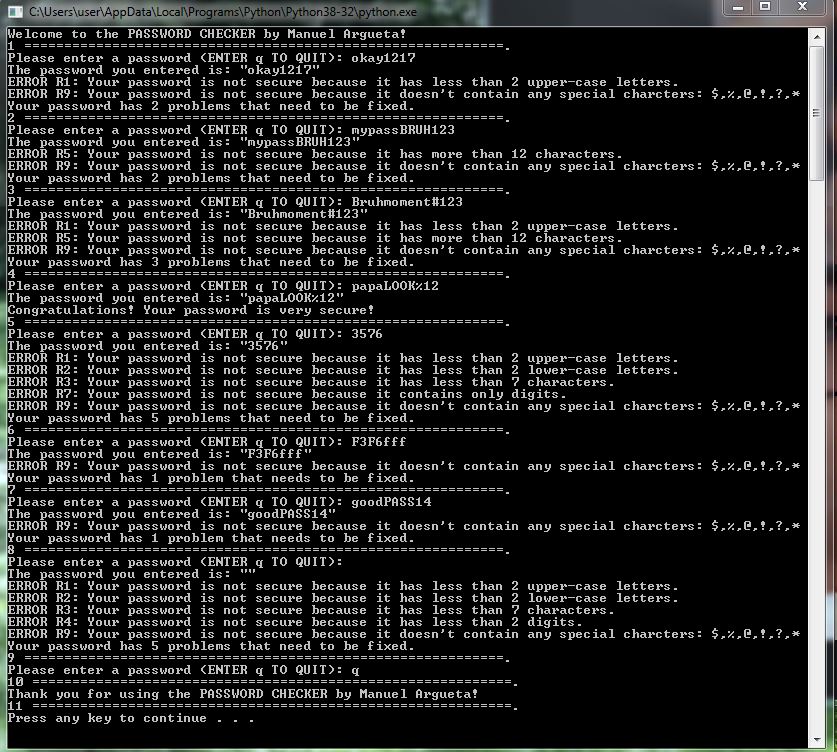 C:\Users\user\AppData\Local\Programs\Python\Python38-32\python.exe
Welcome to the PASSWORD CHECKER by Manuel Argueta!
1 ============================================================.
Please enter a password (ENTER q TO QUIT): okay1217
The password you entered is: "okay1217"
ERROR R1: Your password is not secure because it has less than 2 upper-case letters.
ERROR R9: Your password is not secure because it doesn't contain any special charcters: $,%,@,!,?,*
Your password has 2 problems that need to be fixed.
2 ============================================================.
Please enter a password (ENTER q TO QUIT): mypassBRUH123
The password you entered is: "mypassBRUH123"
ERROR R5: Your password is not secure because it has more than 12 characters.
ERROR R9: Your password is not secure because it doesn't contain any special charcters: $,%,@,!,?,*
Your password has 2 problems that need to be fixed.
3 ============================================================.
Please enter a password (ENTER q TO QUIT): Bruhmoment#123
The password you entered is: "Bruhmoment#123"
ERROR R1: Your password is not secure because it has less than 2 upper-case letters.
ERROR R5: Your password is not secure because it has more than 12 characters.
ERROR R9: Your password is not secure because it doesn't contain any special charcters: $,%,@,!,?,*
Your password has 3 problems that need to be fixed.
4 ============================================================.
Please enter a password (ENTER q TO QUIT): papaLOOK%12
The password you entered is: "papaLOOK%12"
Congratulations! Your password is very secure!
5 ============================================================.
Please enter a password (ENTER q TO QUIT): 3576
The password you entered is: "3576"
ERROR R1: Your password is not secure because it has less than 2 upper-case letters.
ERROR R2: Your password is not secure because it has less than 2 lower-case letters.
ERROR R3: Your password is not secure because it has less than 7 characters.
ERROR R7: Your password is not secure because it contains only digits.
ERROR R9: Your password is not secure because it doesn't contain any special charcters: $,%,@,!,?,*
Your password has 5 problems that need to be fixed.
6 ============================================================.
Please enter a password (ENTER q TO QUIT): F3F6fff
The password you entered is: "F3F6fff"
ERROR R9: Your password is not secure because it doesn't contain any special charcters: $,%,@,!,?,*
Your password has 1 problem that needs to be fixed.
7 ============================================================.
Please enter a password (ENTER q TO QUIT): goodPASS14
The password you entered is: "goodPASS14"
ERROR R9: Your password is not secure because it doesn't contain any special charcters: $,%,@,!,?,*
Your password has 1 problem that needs to be fixed.
8 ============================================================.
Please enter a password (ENTER q TO QUIT):
The password you entered is: ""
ERROR R1: Your password is not secure because it has less than 2 upper-case letters.
ERROR R2: Your password is not secure because it has less than 2 lower-case letters.
ERROR R3: Your password is not secure because it has less than 7 characters.
ERROR R4: Your password is not secure because it has less than 2 digits.
ERROR R9: Your password is not secure because it doesn't contain any special charcters: $,%,@,!,?,*
Your password has 5 problems that need to be fixed.
9 ============================================================.
Please enter a password (ENTER q TO QUIT): q
10 ============================================================.
Thank you for using the PASSWORD CHECKER by Manuel Argueta!
11 ============================================================.
Press any key to continue . . .